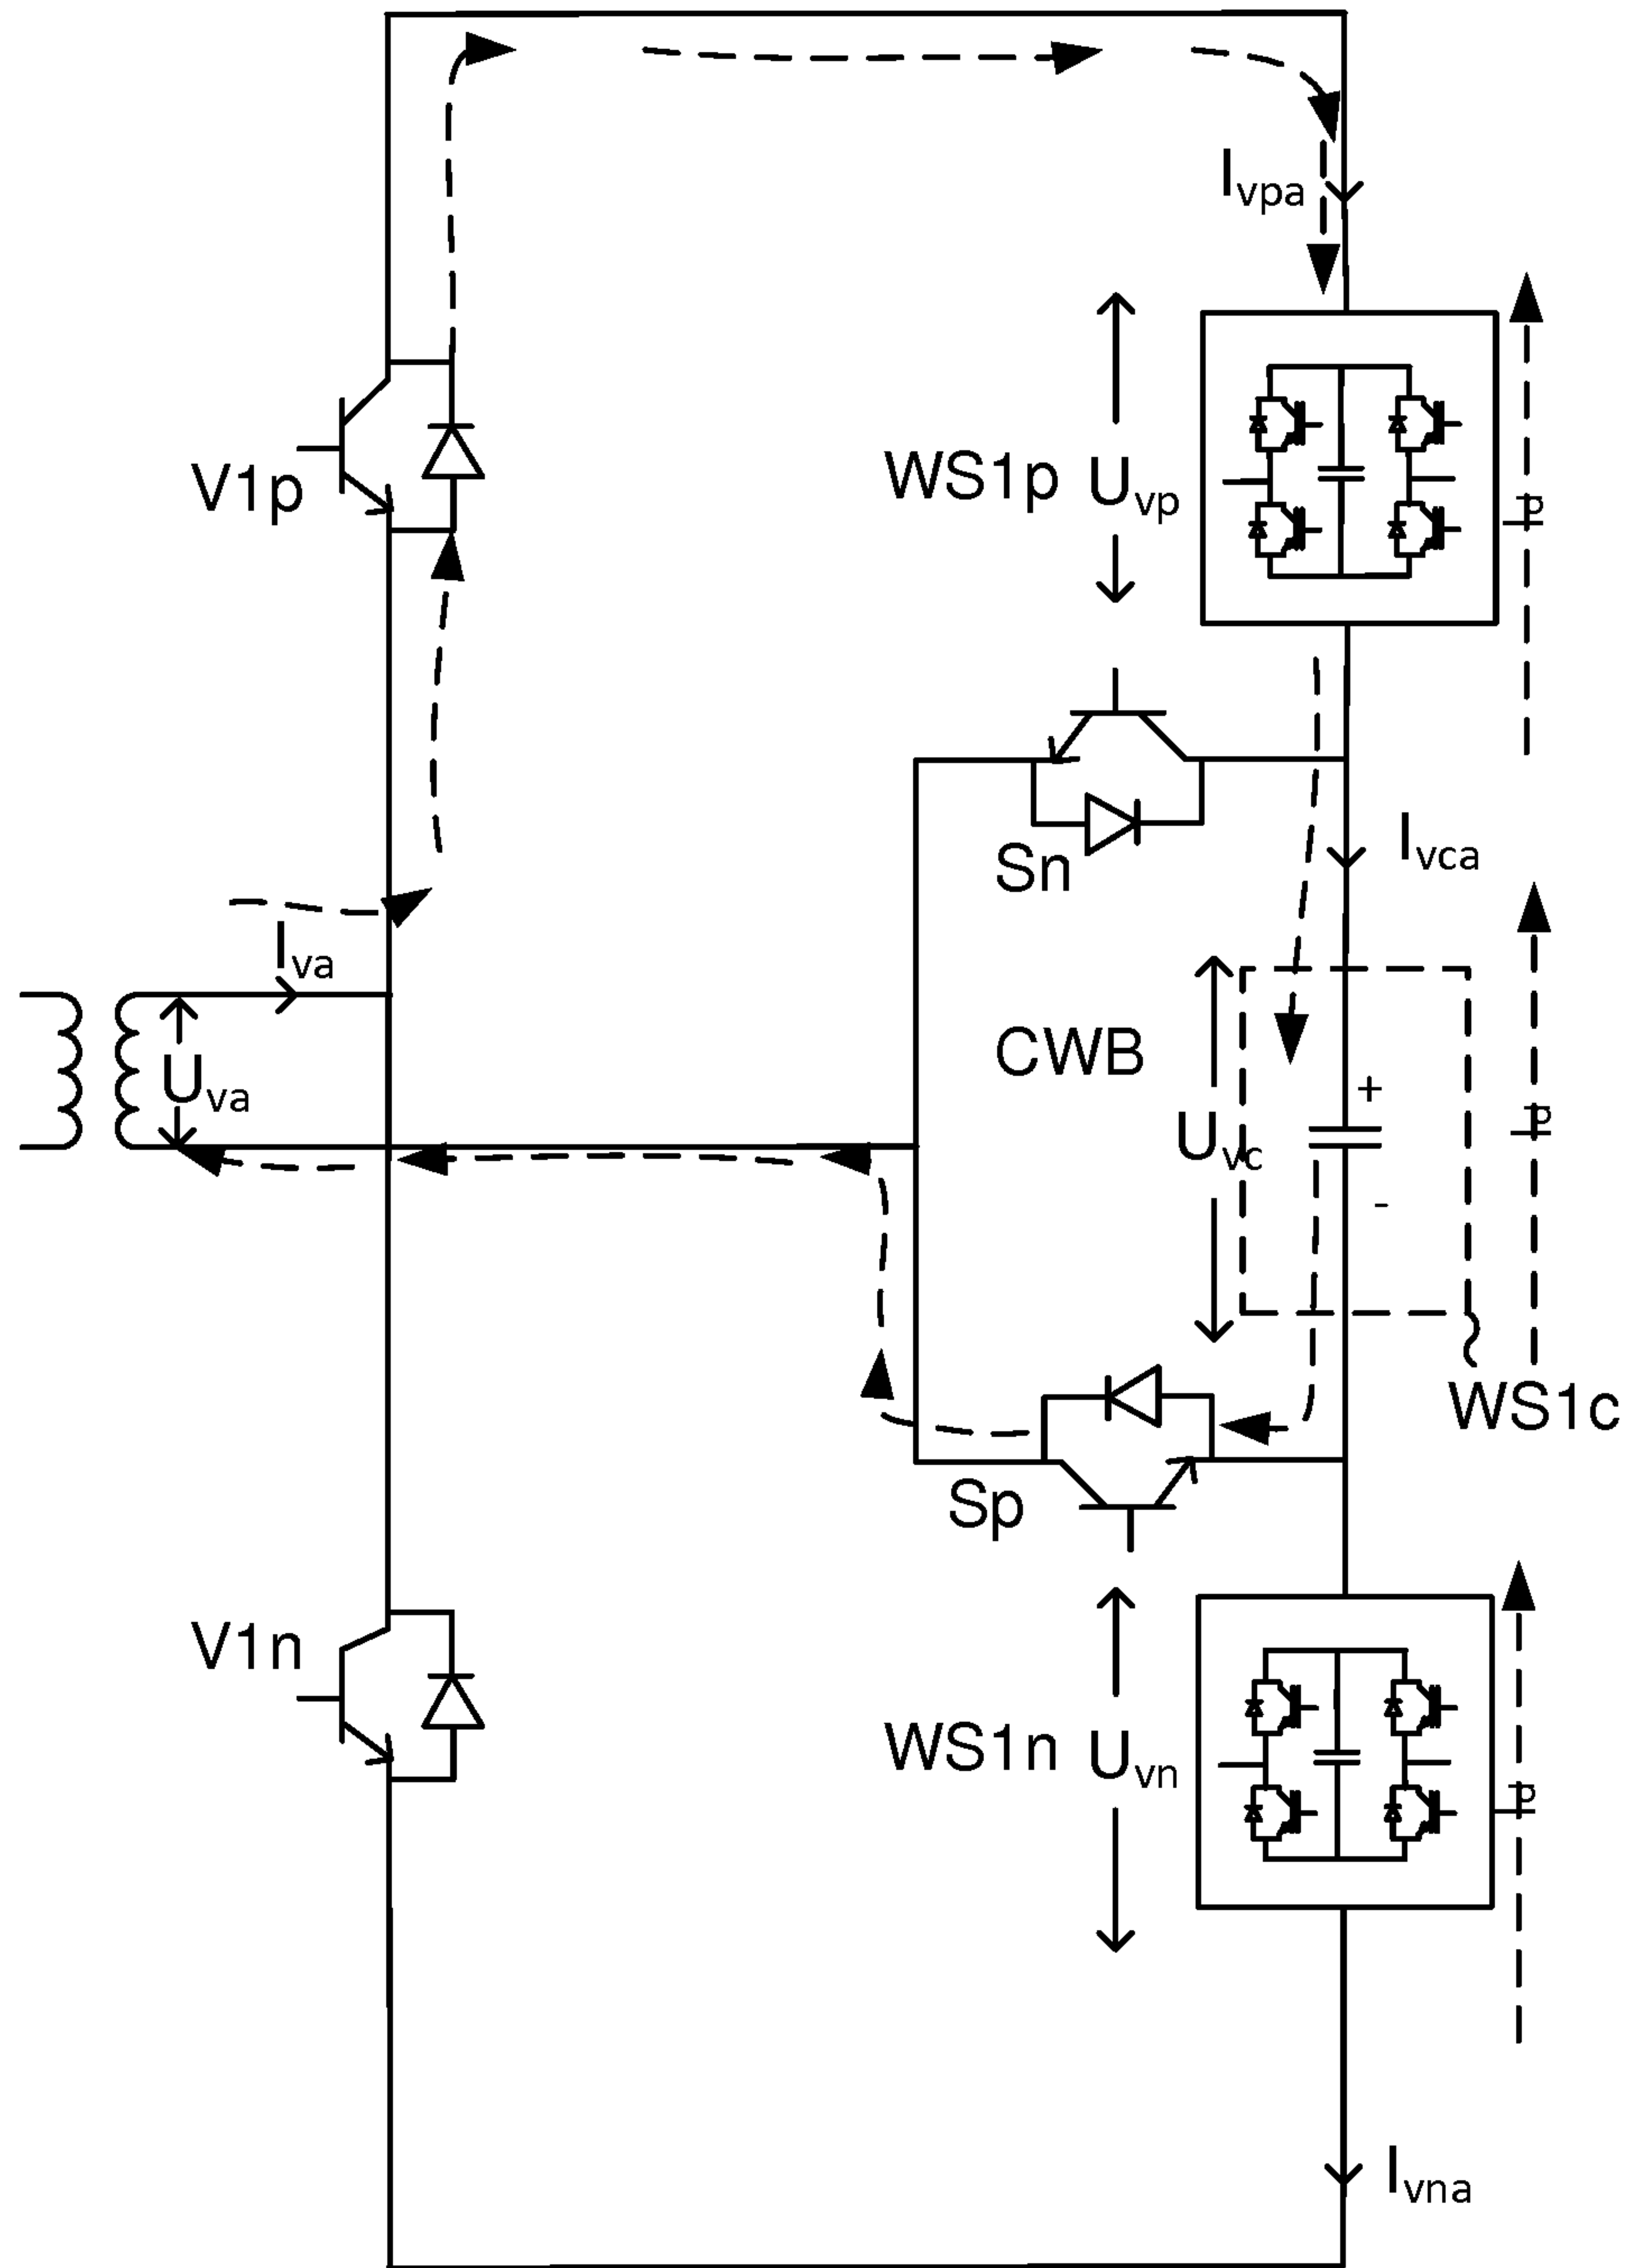 Ivpa
V1p
WS1p Uvp
Sn
Ivca
Iva
Uva
CWB
+
Uvc
-
WS1c
Sp
V1n
WS1n Uvn
Ivna